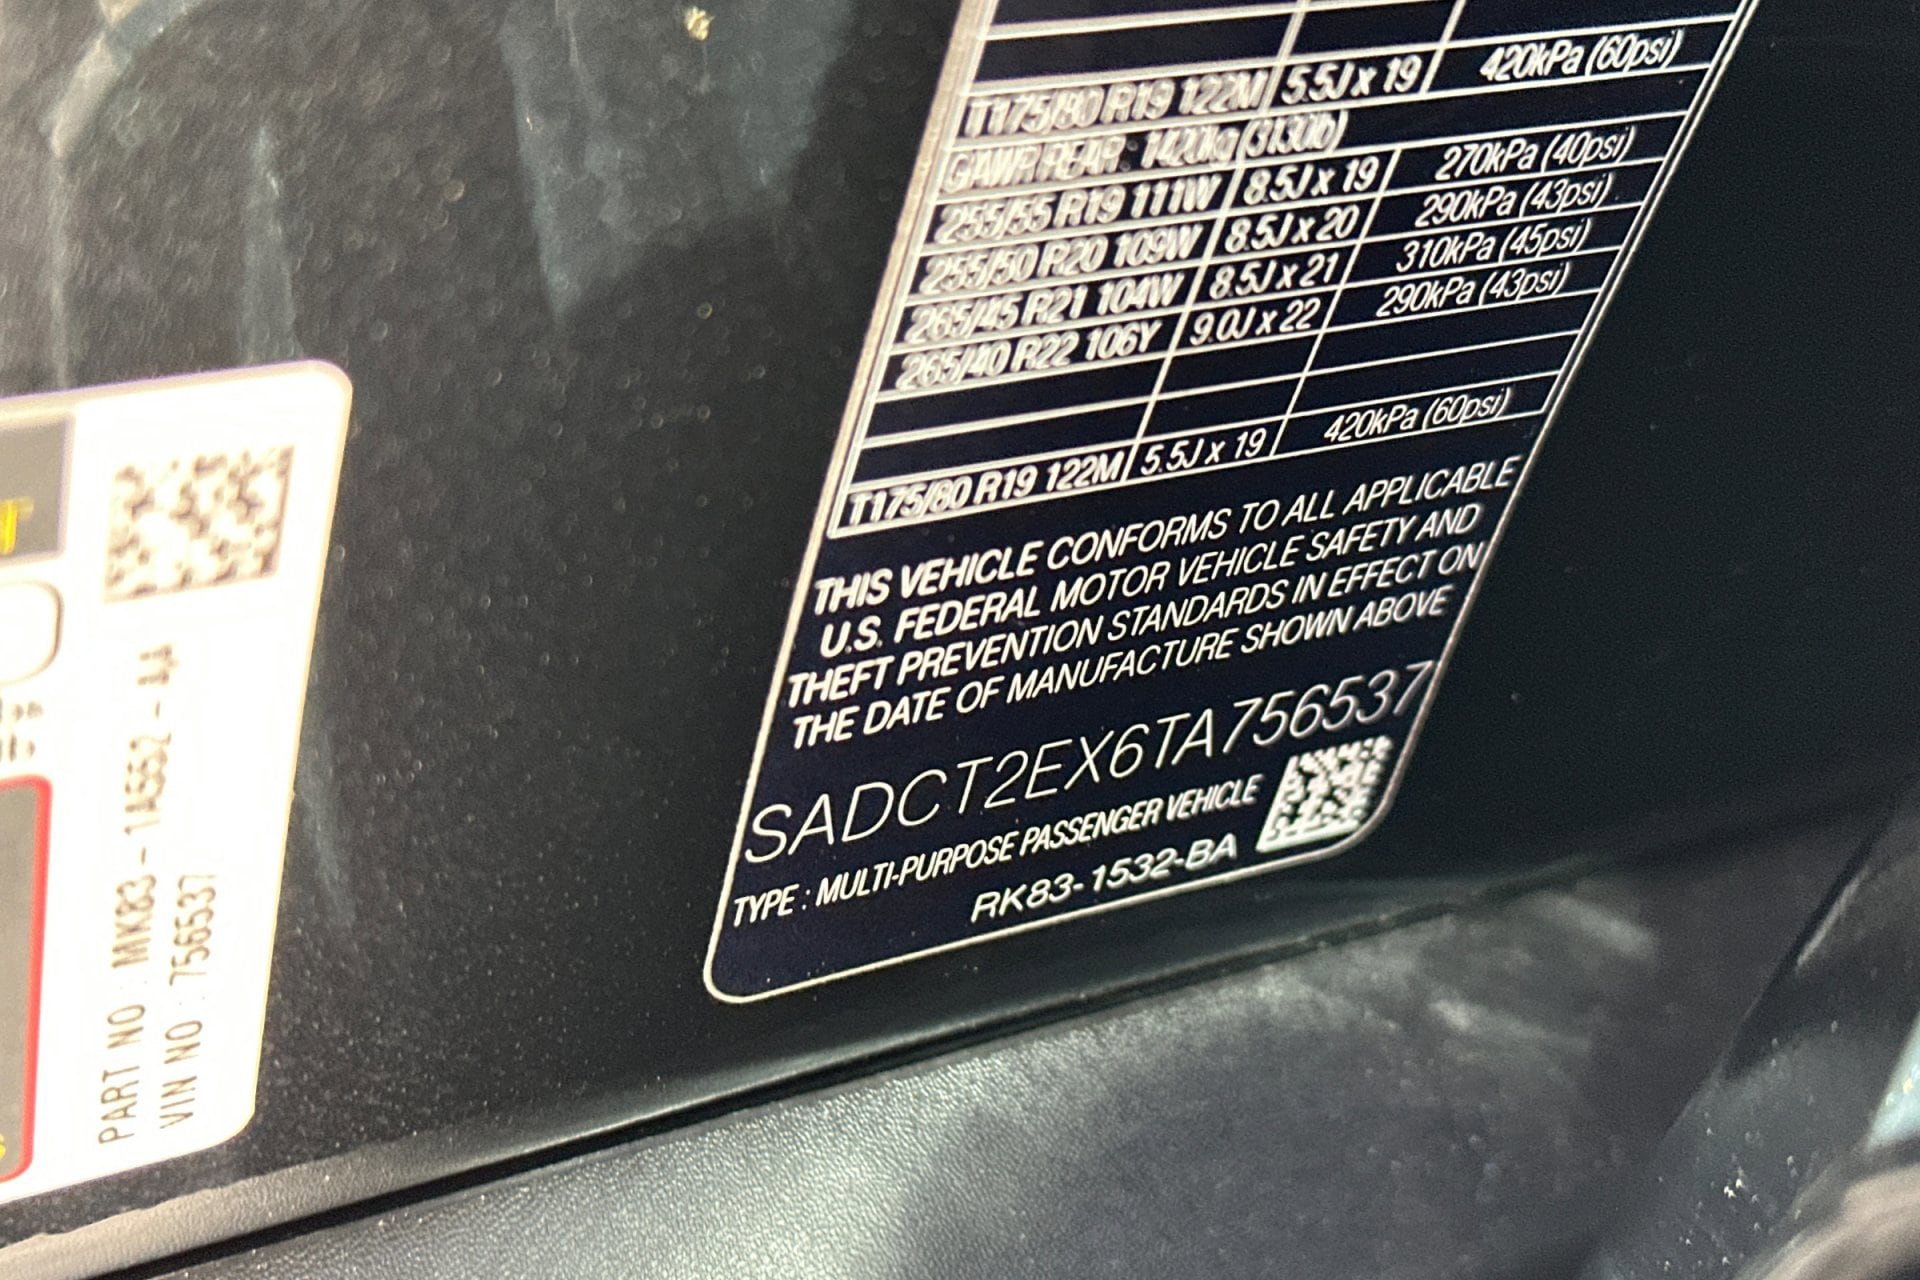 T175/80 R19 122M 5.5J x 19 420kPa (60psi)
GAWR REAR : 1420kg (3130lb)
255/55 R19 111W 8.5J x 19 270kPa (40psi)
255/50 R20 109W 8.5J x 20 290kPa (43psi)
265/45 R21 104W 8.5J x 21 310kPa (45psi)
265/40 R22 106Y 9.0J x 22 290kPa (43psi)
T175/80 R19 122M 5.5J x 19 420kPa (60psi)
THIS VEHICLE CONFORMS TO ALL APPLICABLE
U.S. FEDERAL MOTOR VEHICLE SAFETY AND
THEFT PREVENTION STANDARDS IN EFFECT ON
THE DATE OF MANUFACTURE SHOWN ABOVE
SADCT2EX6TA756537
TYPE : MULTI-PURPOSE PASSENGER VEHICLE
RK83-1532-BA
PART NO : MK83-1A552-AA
VIN NO : 756537